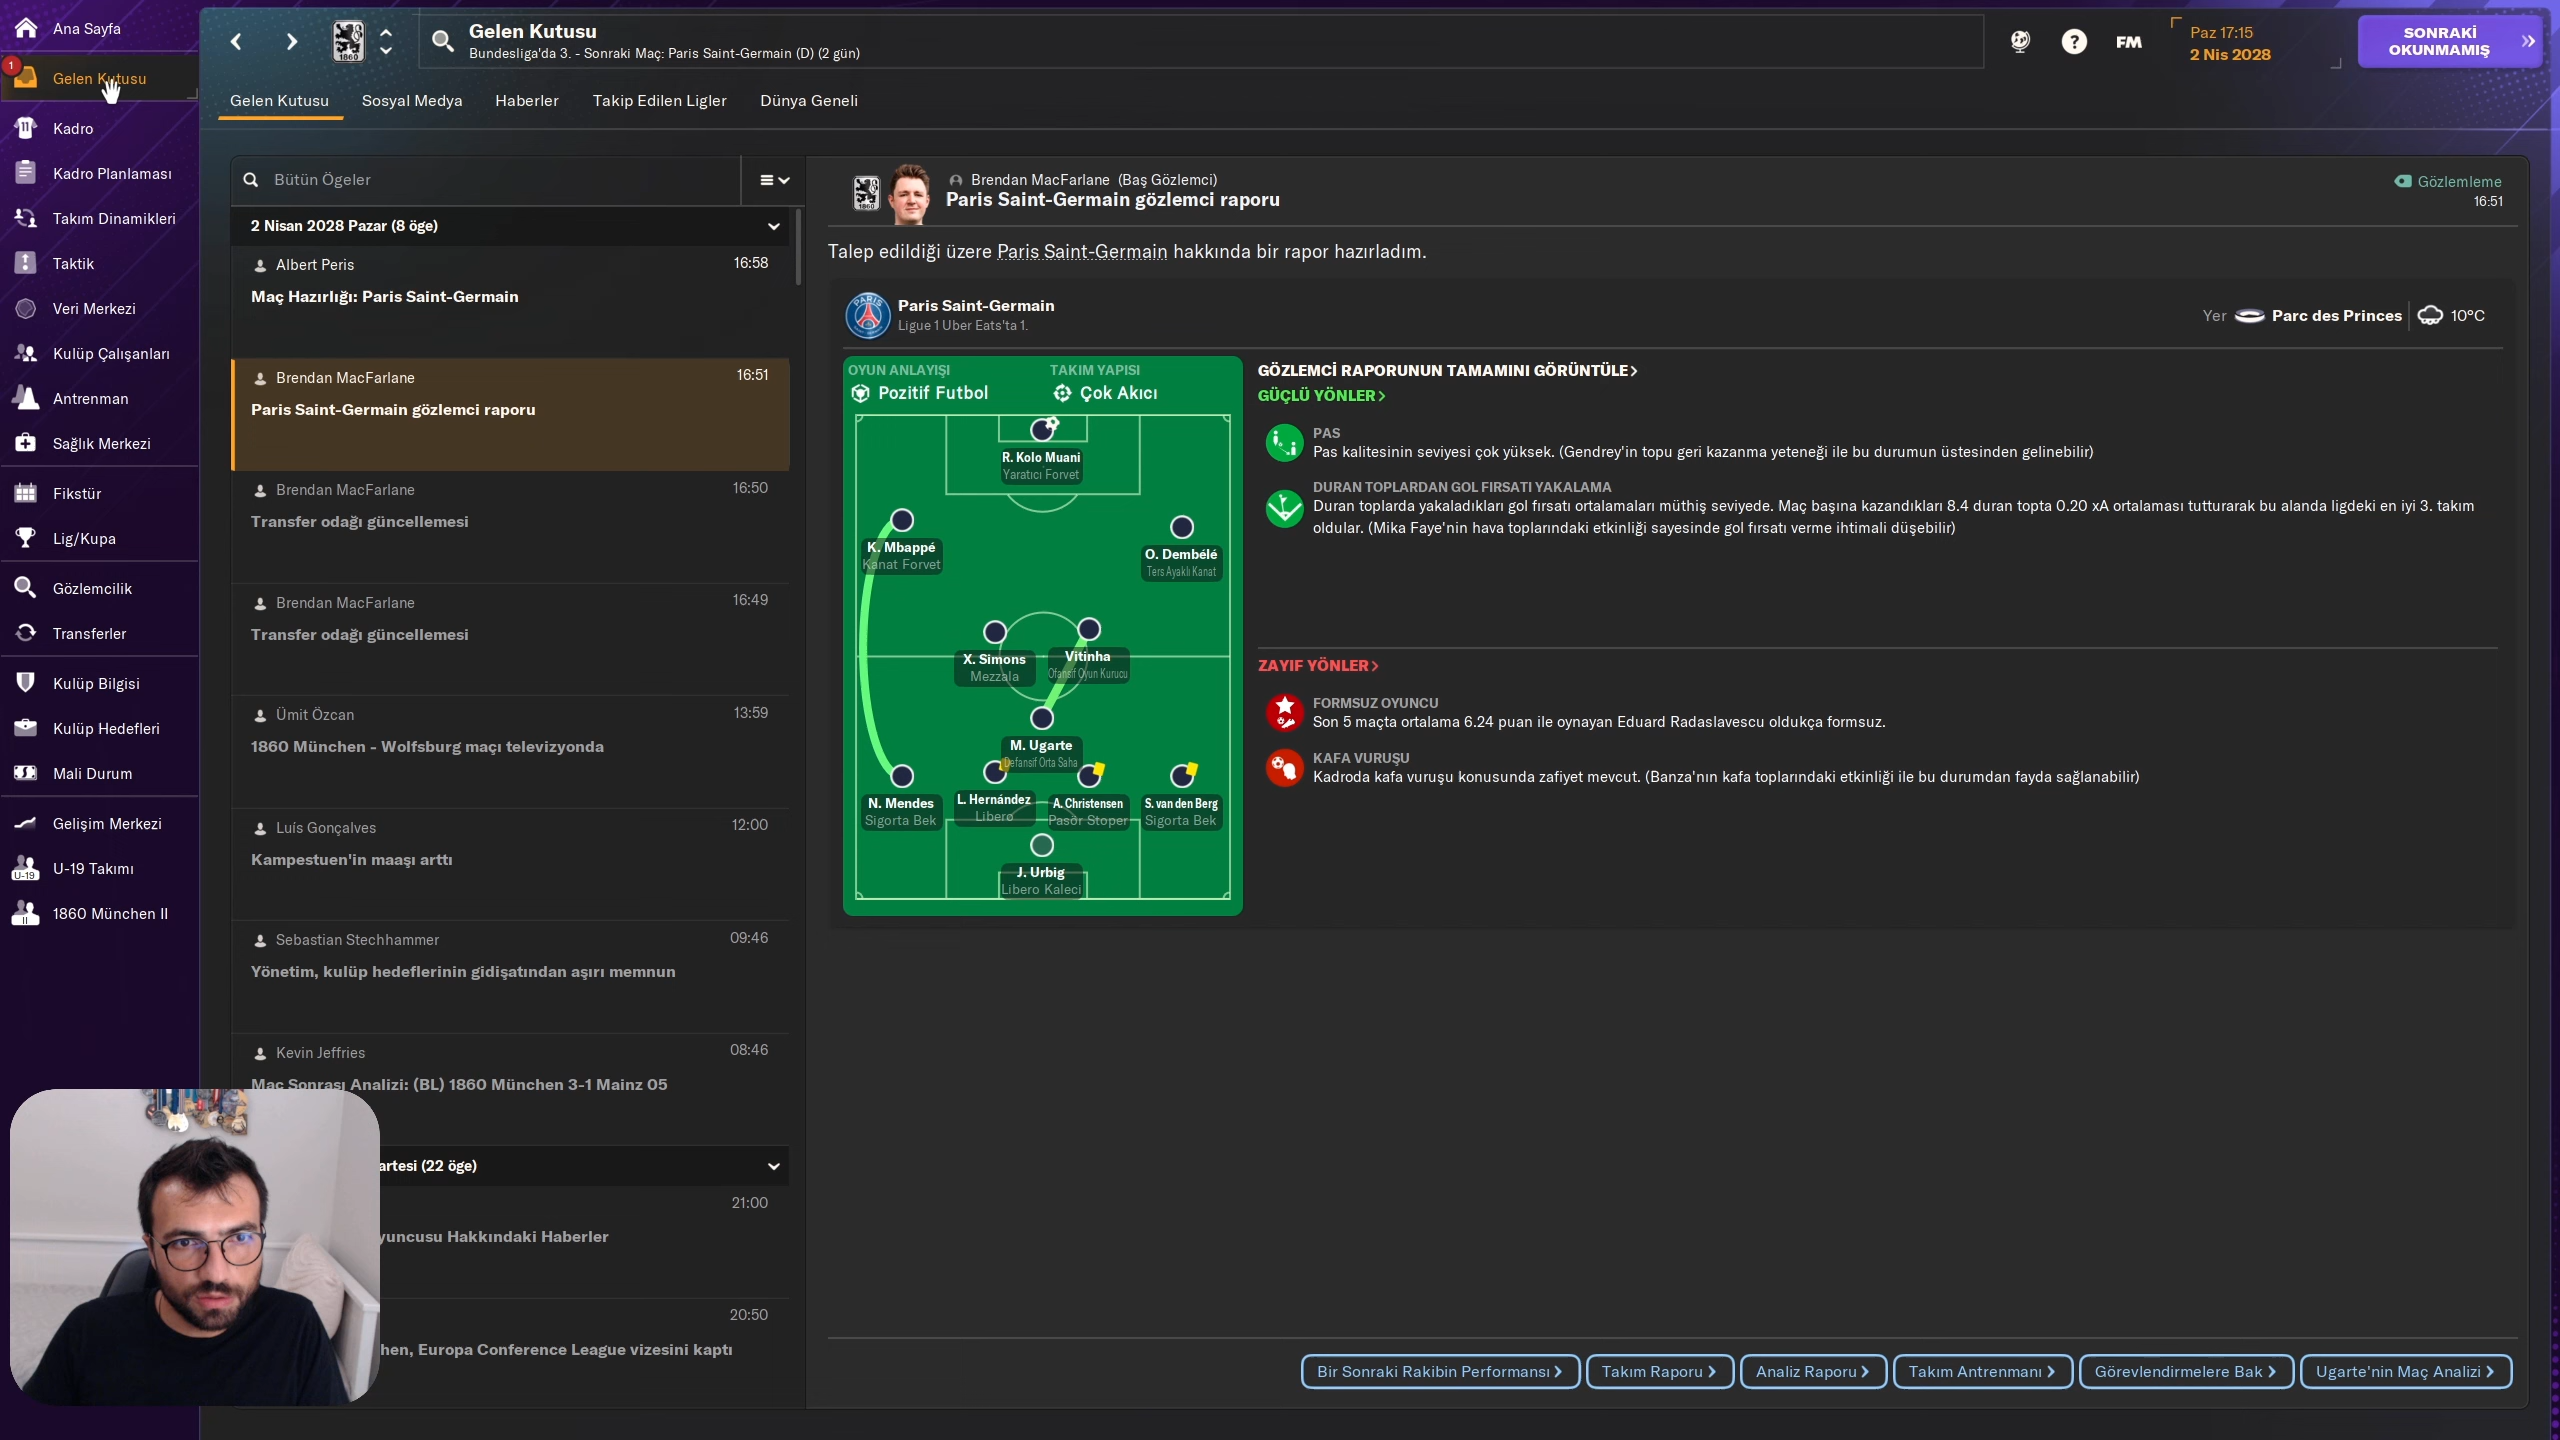 Ana Sayfa
1
Gelen Kutusu
Kadro
Kadro Planlaması
Takım Dinamikleri
Taktik
Veri Merkezi
Kulüp Çalışanları
Antrenman
Sağlık Merkezi
Fikstür
Lig/Kupa
Gözlemcilik
Transferler
Kulüp Bilgisi
Kulüp Hedefleri
Mali Durum
Gelişim Merkezi
U-19 Takımı
1860 München II
Gelen Kutusu
Bundesliga'da 3. - Sonraki Maç: Paris Saint-Germain (D) (2 gün)
FM
Paz 17:15
2 Nis 2028
SONRAKİ
OKUNMAMIŞ
Gelen Kutusu
Sosyal Medya
Haberler
Takip Edilen Ligler
Dünya Geneli
Bütün Ögeler
2 Nisan 2028 Pazar (8 öge)
Albert Peris 16:58
Maç Hazırlığı: Paris Saint-Germain
Brendan MacFarlane 16:51
Paris Saint-Germain gözlemci raporu
Brendan MacFarlane 16:50
Transfer odağı güncellemesi
Brendan MacFarlane 16:49
Transfer odağı güncellemesi
Ümit Özcan 13:59
1860 München - Wolfsburg maçı televizyonda
Luís Gonçalves 12:00
Kampestuen'in maaşı arttı
Sebastian Stechhammer 09:46
Yönetim, kulüp hedeflerinin gidişatından aşırı memnun
Kevin Jeffries 08:46
Maç Sonrası Analizi: (BL) 1860 München 3-1 Mainz 05
artesi (22 öge)
21:00
yuncusu Hakkındaki Haberler
20:50
hen, Europa Conference League vizesini kaptı
Brendan MacFarlane (Baş Gözlemci)
Paris Saint-Germain gözlemci raporu
Gözlemleme
16:51
Talep edildiği üzere Paris Saint-Germain hakkında bir rapor hazırladım.
Paris Saint-Germain
Ligue 1 Uber Eats'ta 1.
Yer Parc des Princes 10°C
OYUN ANLAYIŞI
Pozitif Futbol
TAKIM YAPISI
Çok Akıcı
R. Kolo Muani
Yaratıcı Forvet
K. Mbappé
Kanat Forvet
O. Dembélé
Ters Ayaklı Kanat
X. Simons
Mezzala
Vitinha
Ofansif Oyun Kurucu
M. Ugarte
Defansif Orta Saha
N. Mendes
Sigorta Bek
L. Hernández
Libero
A. Christensen
Pasör Stoper
S. van den Berg
Sigorta Bek
J. Urbig
Libero Kaleci
GÖZLEMCİ RAPORUNUN TAMAMINI GÖRÜNTÜLE
GÜÇLÜ YÖNLER
PAS
Pas kalitesinin seviyesi çok yüksek. (Gendrey'in topu geri kazanma yeteneği ile bu durumun üstesinden gelinebilir)
DURAN TOPLARDAN GOL FIRSATI YAKALAMA
Duran toplarda yakaladıkları gol fırsatı ortalamaları müthiş seviyede. Maç başına kazandıkları 8.4 duran topta 0.20 xA ortalaması tutturarak bu alanda ligdeki en iyi 3. takım
oldular. (Mika Faye'nin hava toplarındaki etkinliği sayesinde gol fırsatı verme ihtimali düşebilir)
ZAYIF YÖNLER
FORMSUZ OYUNCU
Son 5 maçta ortalama 6.24 puan ile oynayan Eduard Radaslavescu oldukça formsuz.
KAFA VURUŞU
Kadroda kafa vuruşu konusunda zafiyet mevcut. (Banza'nın kafa toplarındaki etkinliği ile bu durumdan fayda sağlanabilir)
Bir Sonraki Rakibin Performansı
Takım Raporu
Analiz Raporu
Takım Antrenmanı
Görevlendirmelere Bak
Ugarte'nin Maç Analizi